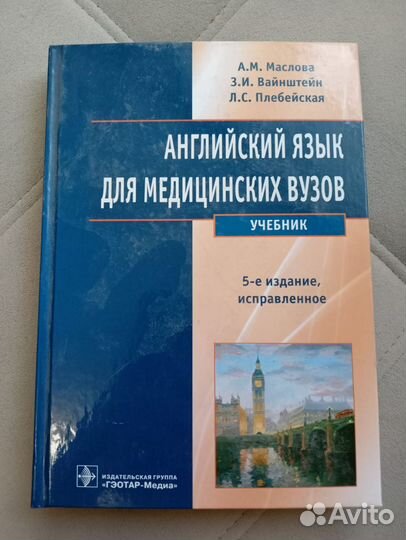 А.М. Маслова
З.И. Вайнштейн
Л.С. Плебейская
АНГЛИЙСКИЙ ЯЗЫК
ДЛЯ МЕДИЦИНСКИХ ВУЗОВ
УЧЕБНИК
5-е издание,
исправленное
ИЗДАТЕЛЬСКАЯ ГРУППА
«ГЭОТАР-Медиа»
Avito